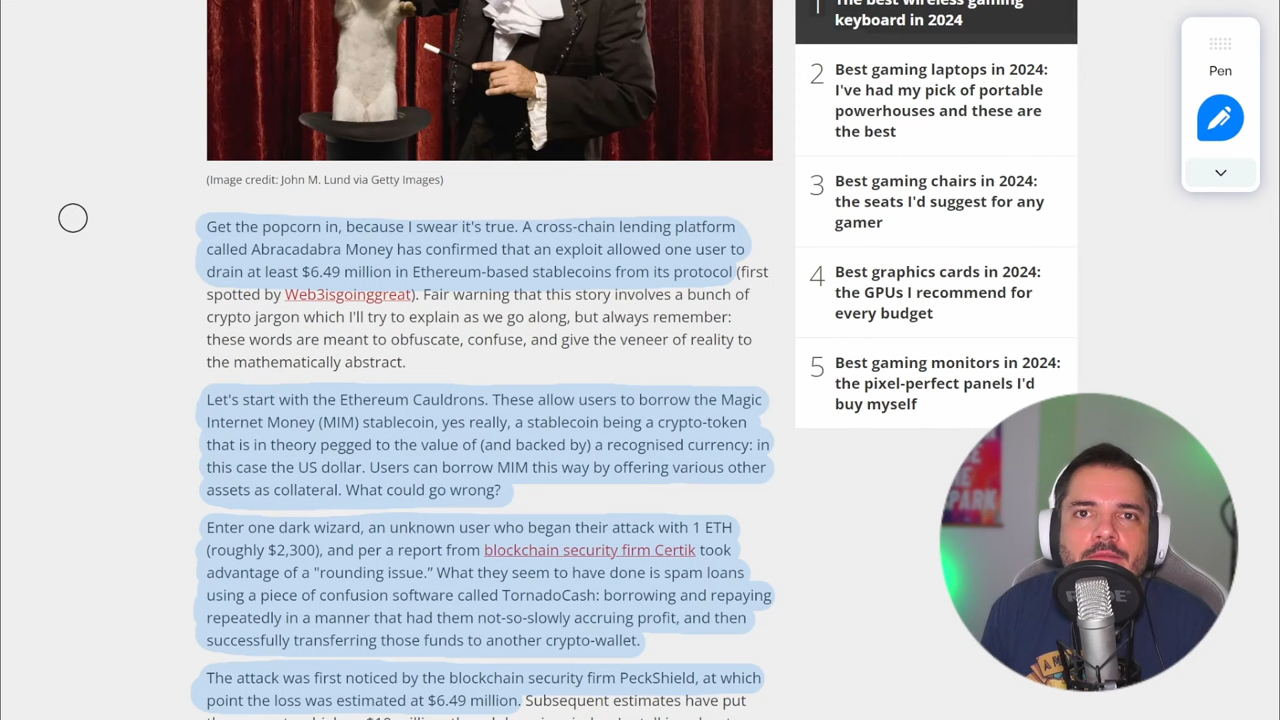 The best wireless gaming
1
keyboard in 2024
2
Best gaming laptops in 2024:
I've had my pick of portable
powerhouses and these are
the best
3
Best gaming chairs in 2024:
the seats I'd suggest for any
gamer
4
Best graphics cards in 2024:
the GPUs I recommend for
every budget
5
Best gaming monitors in 2024:
the pixel-perfect panels I'd
buy myself
Pen
(Image credit: John M. Lund via Getty Images)
Get the popcorn in, because I swear it's true. A cross-chain lending platform
called Abracadabra Money has confirmed that an exploit allowed one user to
drain at least $6.49 million in Ethereum-based stablecoins from its protocol (first
spotted by Web3isgoinggreat). Fair warning that this story involves a bunch of
crypto jargon which I'll try to explain as we go along, but always remember:
these words are meant to obfuscate, confuse, and give the veneer of reality to
the mathematically abstract.
Let's start with the Ethereum Cauldrons. These allow users to borrow the Magic
Internet Money (MIM) stablecoin, yes really, a stablecoin being a crypto-token
that is in theory pegged to the value of (and backed by) a recognised currency: in
this case the US dollar. Users can borrow MIM this way by offering various other
assets as collateral. What could go wrong?
Enter one dark wizard, an unknown user who began their attack with 1 ETH
(roughly $2,300), and per a report from blockchain security firm Certik took
advantage of a "rounding issue." What they seem to have done is spam loans
using a piece of confusion software called TornadoCash: borrowing and repaying
repeatedly in a manner that had them not-so-slowly accruing profit, and then
successfully transferring those funds to another crypto-wallet.
The attack was first noticed by the blockchain security firm PeckShield, at which
point the loss was estimated at $6.49 million. Subsequent estimates have put